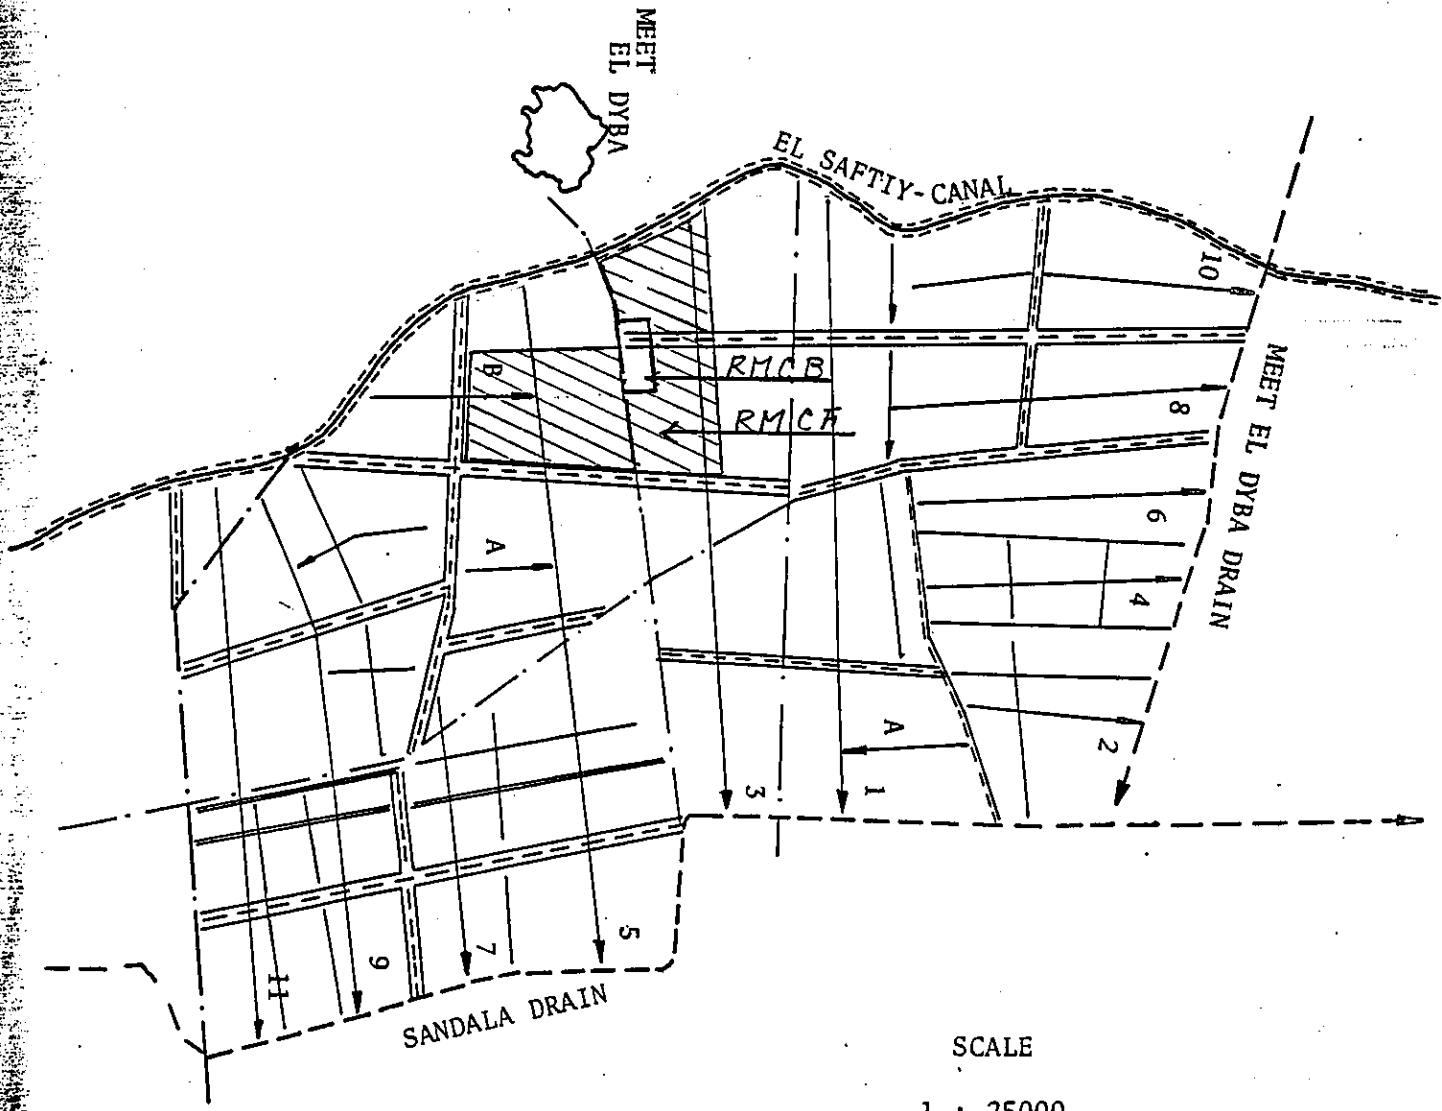 MEET
EL DYBA
EL SAFTIY-CANAL
10
MEET EL DYBA DRAIN
B
RMCB
8
RMCA
6
A
4
A
2
3
1
5
7
9
11
SANDALA DRAIN
SCALE
1 : 25000